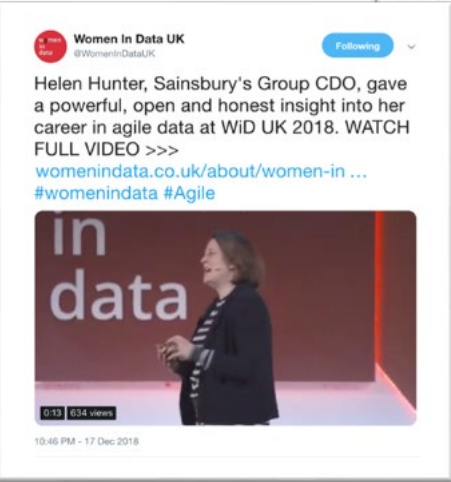 Women In Data UK
@WomenInDataUK
Following
Helen Hunter, Sainsbury's Group CDO, gave
a powerful, open and honest insight into her
career in agile data at WiD UK 2018. WATCH
FULL VIDEO >>>
womenindata.co.uk/about/women-in ...
#womenindata #Agile
in
data
0:13 634 views
10:46 PM - 17 Dec 2018